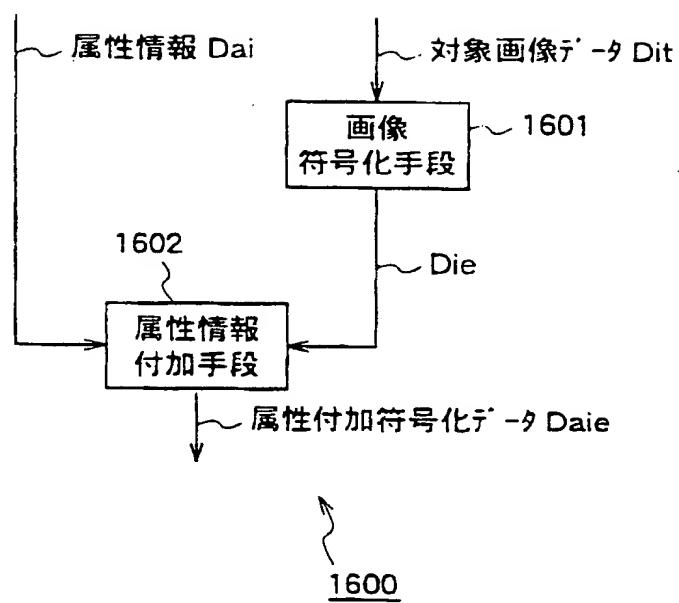 属性情報 Dai
対象画像ﾃﾞｰﾀ Dit
画像
符号化手段
1601
1602
Die
属性情報
付加手段
属性付加符号化ﾃﾞｰﾀ Daie
1600